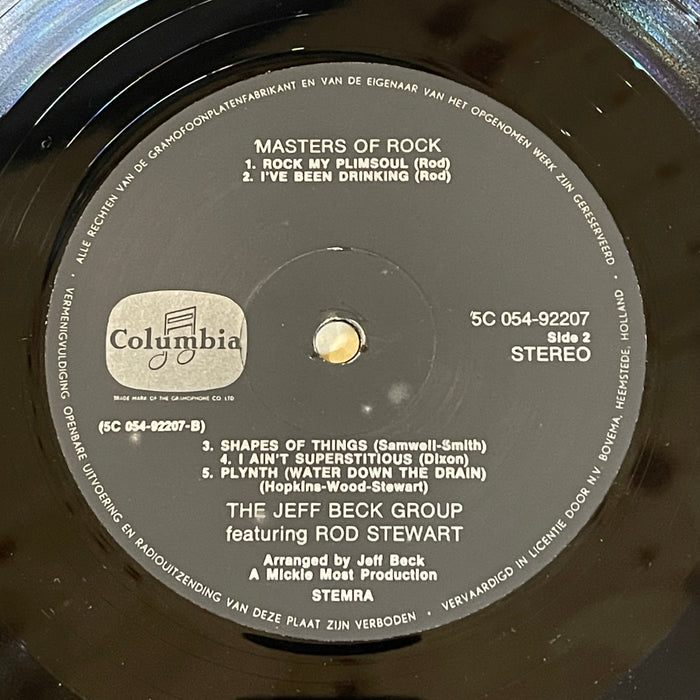 ALLE RECHTEN VAN DE GRAMOFOONPLATENFABRIKANT EN VAN DE EIGENAAR VAN HET OPGENOMEN WERK ZIJN GERESERVEERD •
MASTERS OF ROCK
1. ROCK MY PLIMSOUL (Rod)
2. I'VE BEEN DRINKING (Rod)
Columbia
TRADE MARK OF THE GRAMOPHONE CO LTD
5C 054-92207
Side 2
STEREO
(5C 054-92207-B)
3. SHAPES OF THINGS (Samwell-Smith)
4. I AIN'T SUPERSTITIOUS (Dixon)
5. PLYNTH (WATER DOWN THE DRAIN)
(Hopkins-Wood-Stewart)
THE JEFF BECK GROUP
featuring ROD STEWART
Arranged by Jeff Beck
A Mickie Most Production
STEMRA
• VERMENIGVULDIGING OPENBARE UITVOERING EN RADIOUITZENDING VAN DEZE PLAAT ZIJN VERBODEN •
VERVAARDIGD IN LICENTIE DOOR N.V. BOVEMA, HEEMSTEDE, HOLLAND